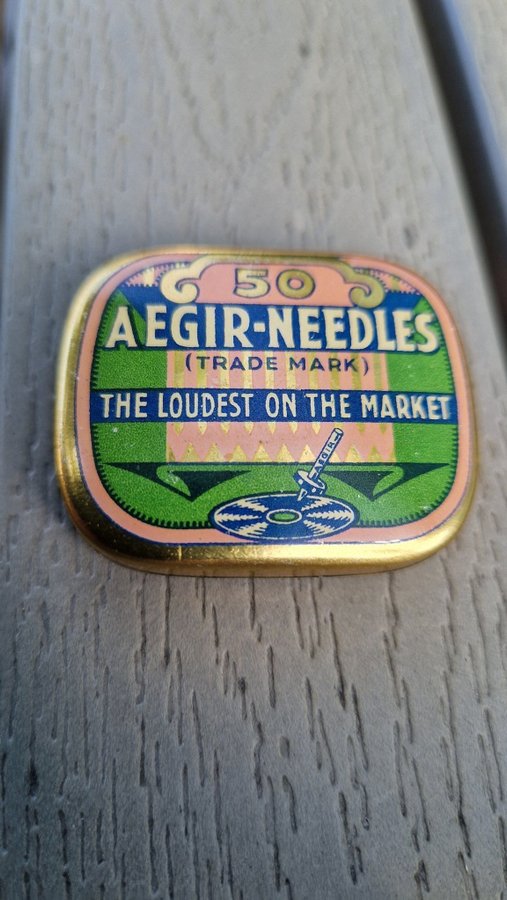 50
AEGIR-NEEDLES
(TRADE MARK)
THE LOUDEST ON THE MARKET
AEGIR